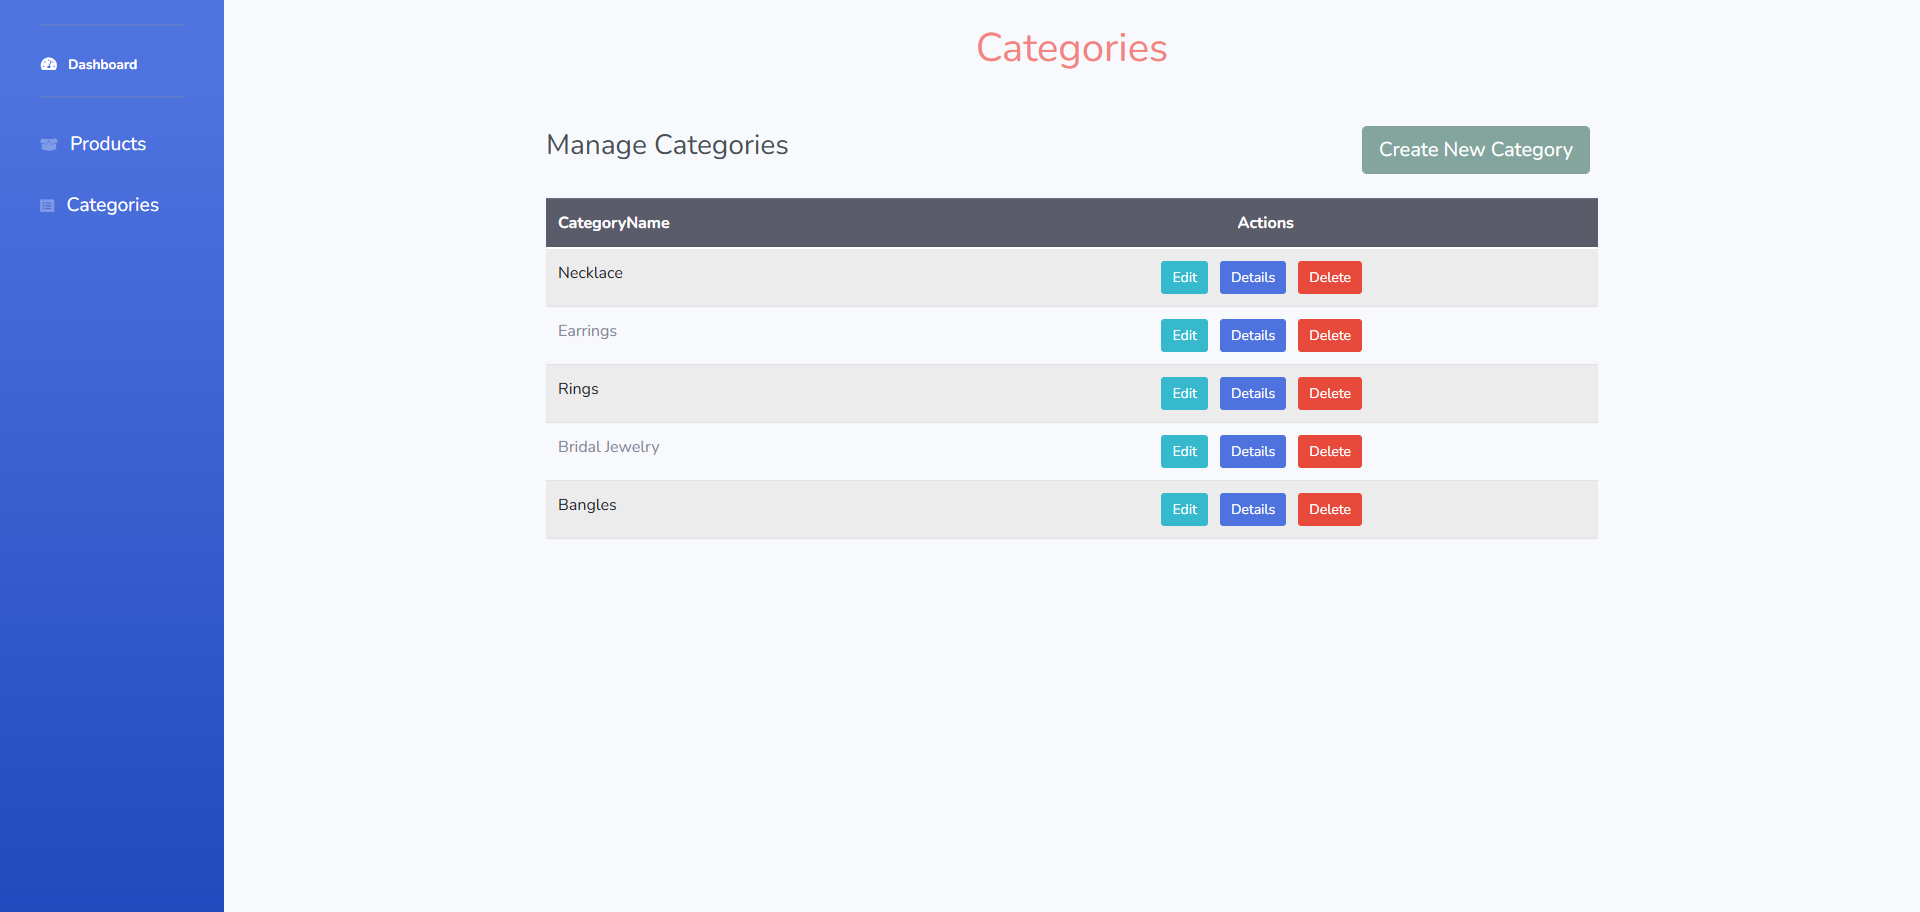 Dashboard
Products
Categories
Categories
Manage Categories
Create New Category
CategoryName Actions
Necklace Edit Details Delete
Earrings Edit Details Delete
Rings Edit Details Delete
Bridal Jewelry Edit Details Delete
Bangles Edit Details Delete